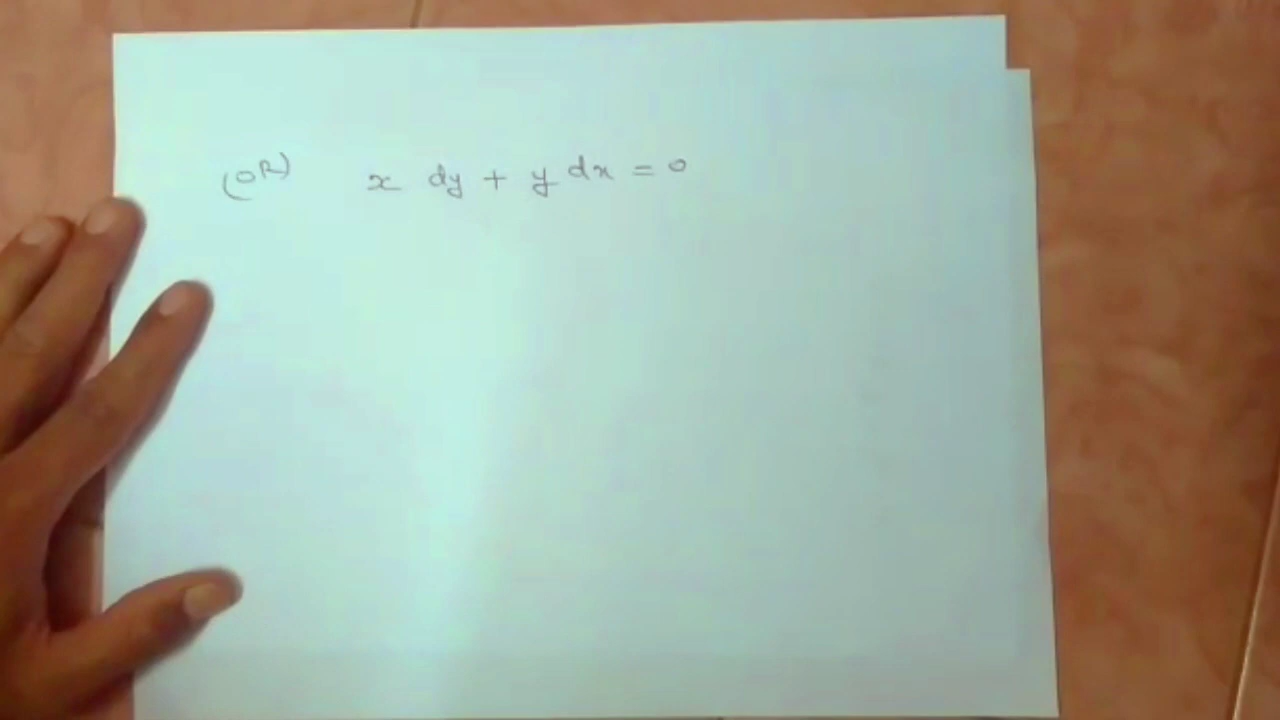 (OR) x dy + y dx = 0